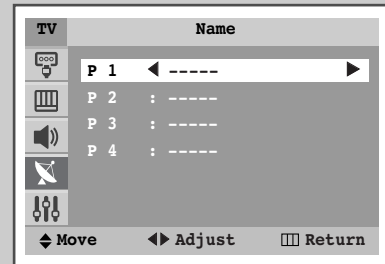 TV Name
P 1 ◀ ----- ▶
P 2 : -----
P 3 : -----
P 4 : -----
Move Adjust Return